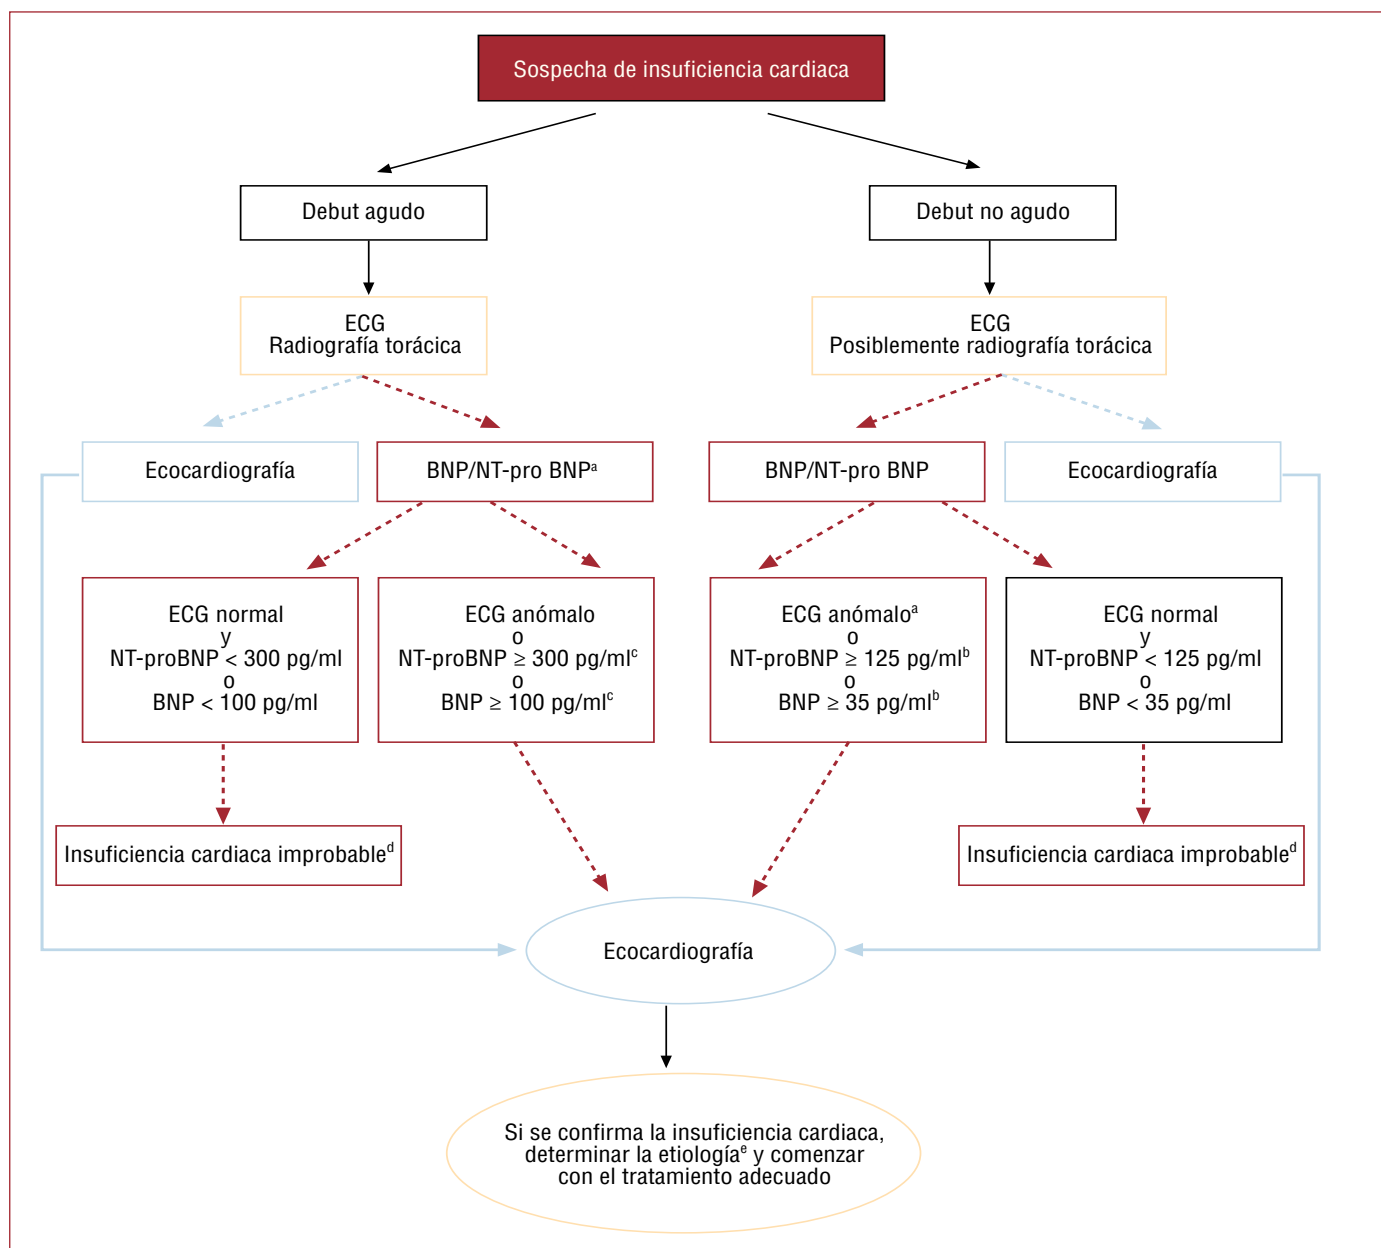 Sospecha de insuficiencia cardiaca
Debut agudo
Debut no agudo
ECG
Radiografía torácica
ECG
Posiblemente radiografía torácica
Ecocardiografía
BNP/NT-pro BNPᵃ
BNP/NT-pro BNP
Ecocardiografía
ECG normal
y
NT-proBNP < 300 pg/ml
o
BNP < 100 pg/ml
ECG anómalo
o
NT-proBNP ≥ 300 pg/mlᶜ
o
BNP ≥ 100 pg/mlᶜ
ECG anómaloᵃ
o
NT-proBNP ≥ 125 pg/mlᵇ
o
BNP ≥ 35 pg/mlᵇ
ECG normal
y
NT-proBNP < 125 pg/ml
o
BNP < 35 pg/ml
Insuficiencia cardiaca improbableᵈ
Insuficiencia cardiaca improbableᵈ
Ecocardiografía
Si se confirma la insuficiencia cardiaca,
determinar la etiologíaᵉ y comenzar
con el tratamiento adecuado